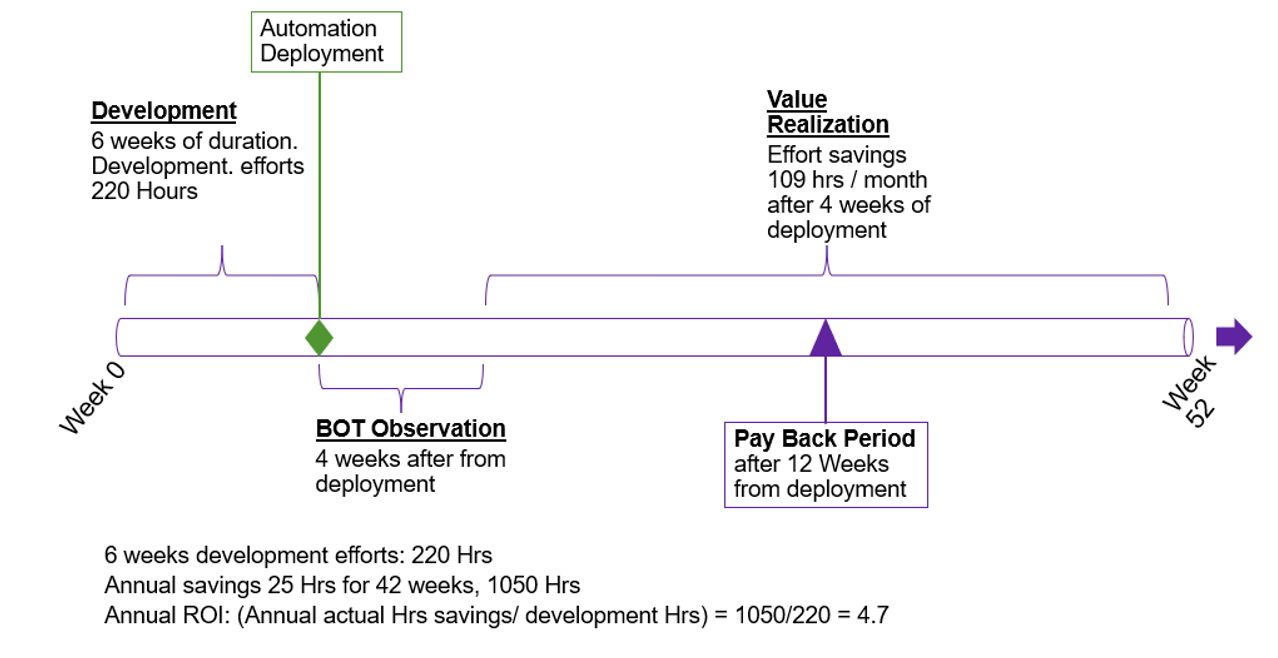 Automation
Deployment
Development
6 weeks of duration.
Development. efforts
220 Hours
Value
Realization
Effort savings
109 hrs / month
after 4 weeks of
deployment
Week 0
Week
52
BOT Observation
4 weeks after from
deployment
Pay Back Period
after 12 Weeks
from deployment
6 weeks development efforts: 220 Hrs
Annual savings 25 Hrs for 42 weeks, 1050 Hrs
Annual ROI: (Annual actual Hrs savings/ development Hrs) = 1050/220 = 4.7